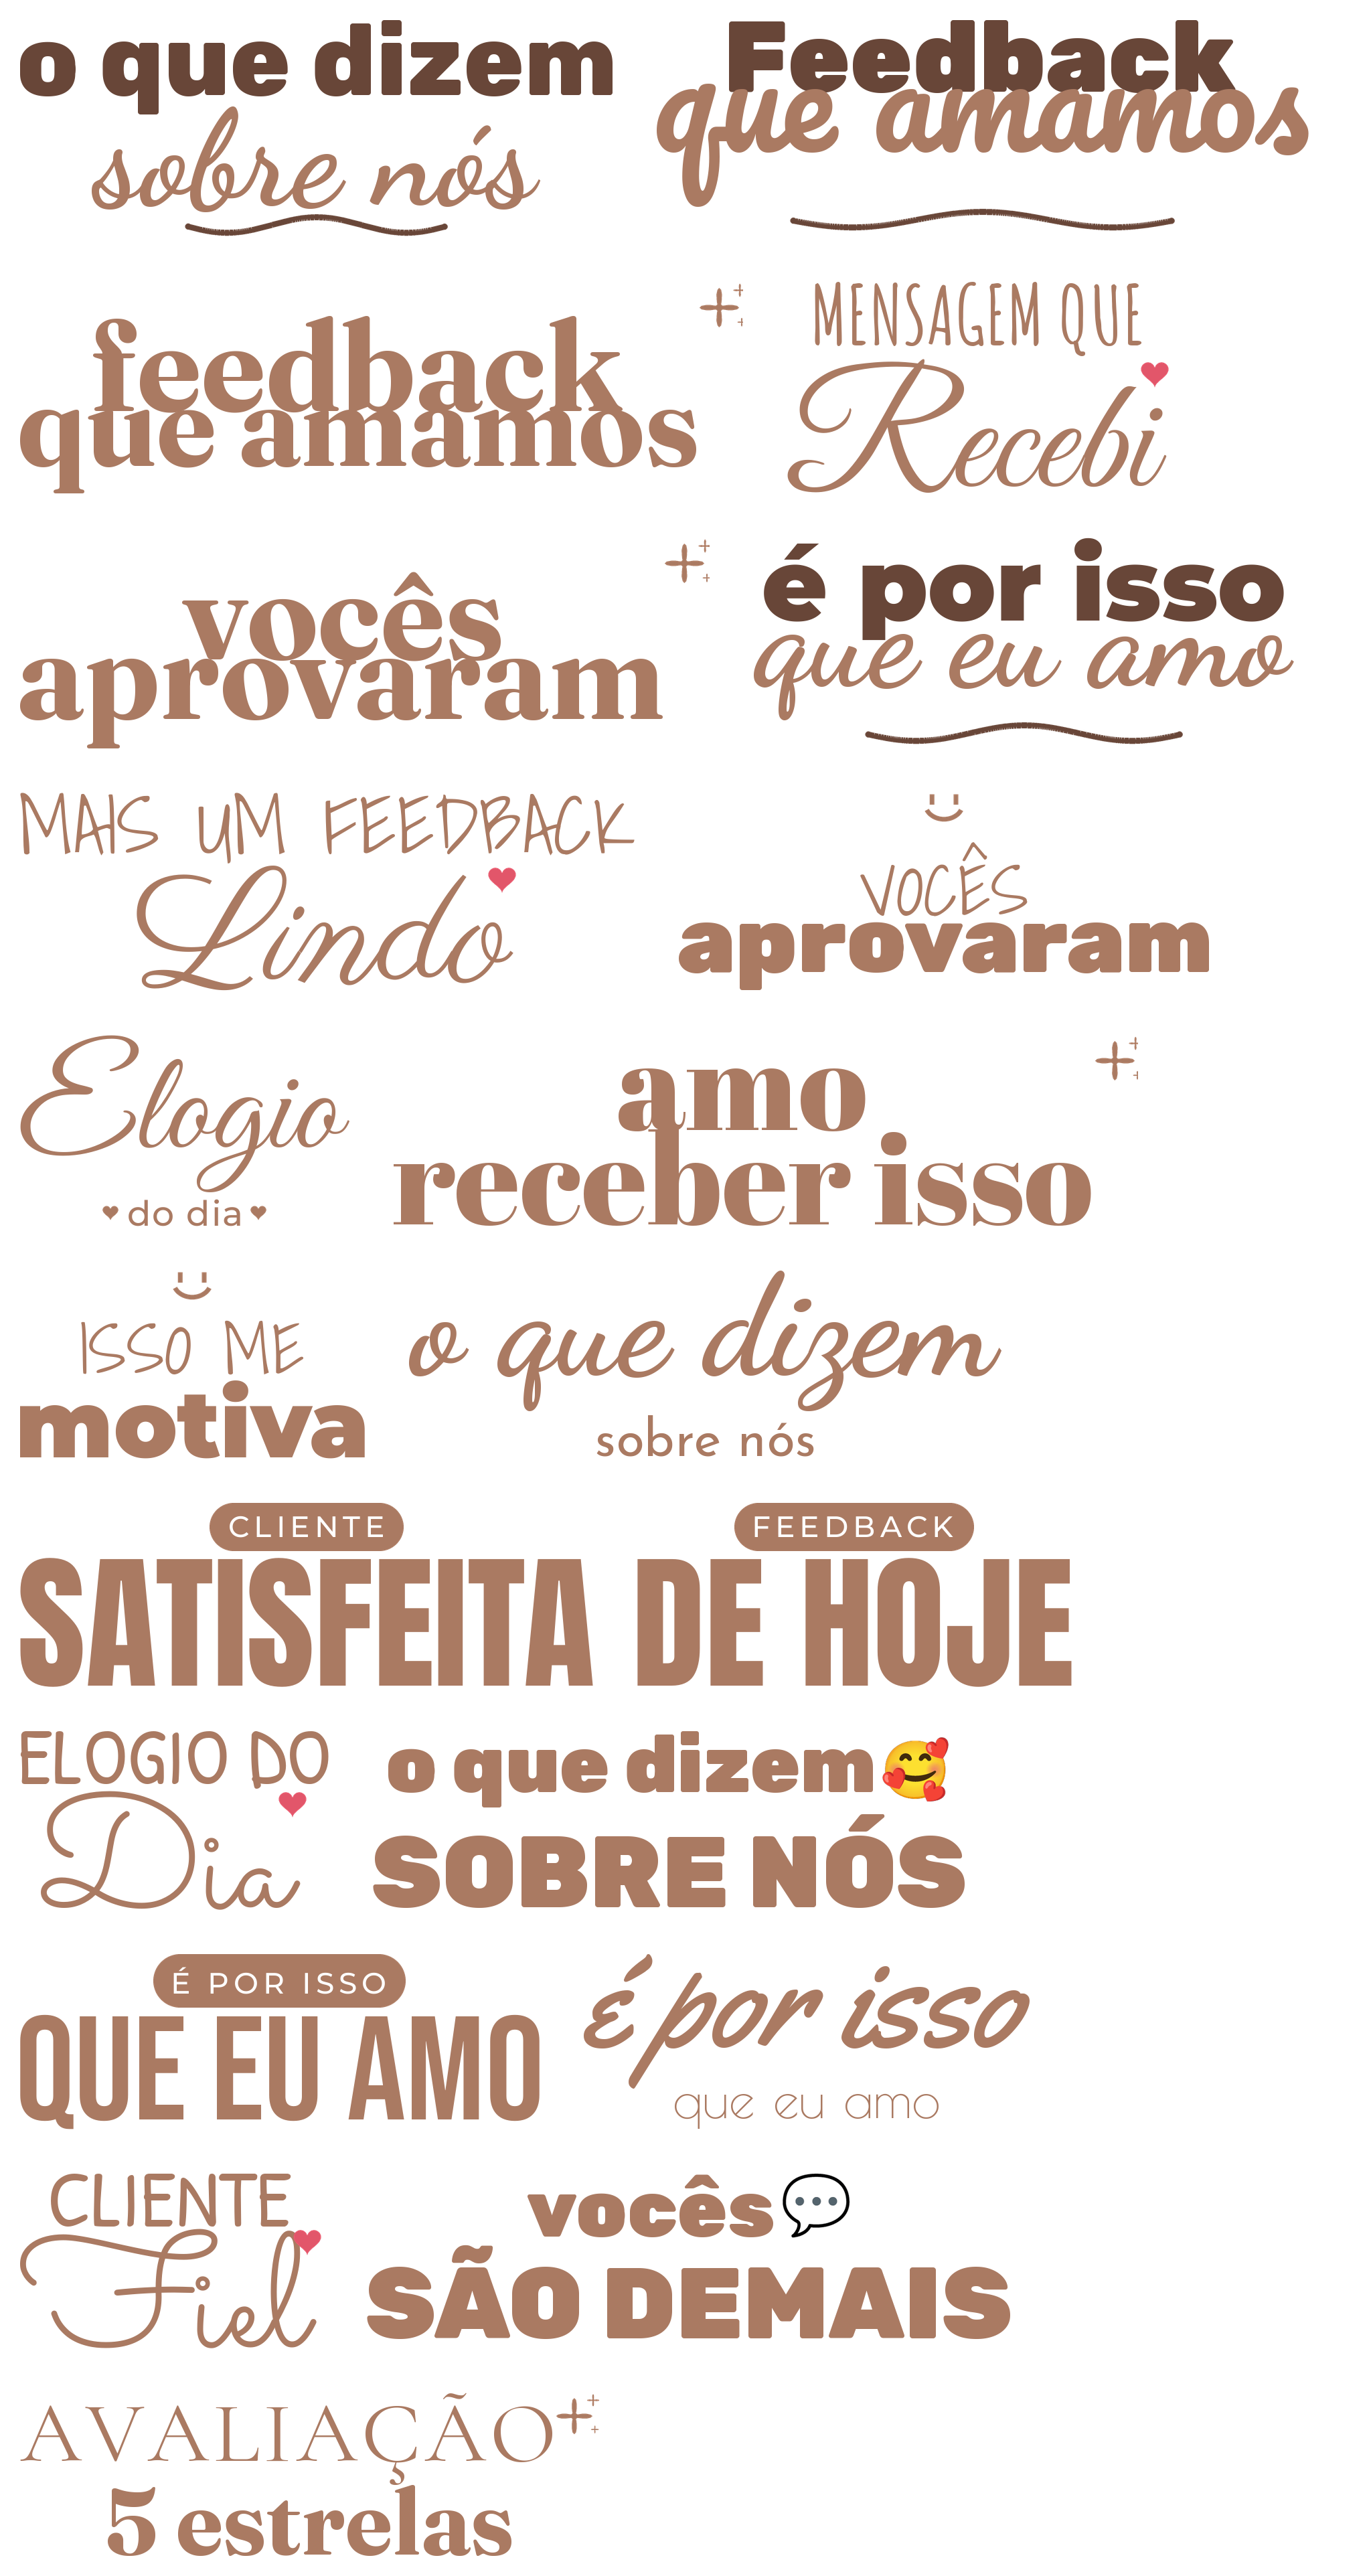 o que dizem
sobre nós
Feedback
que amamos
feedback
que amamos
MENSAGEM QUE
Recebi
vocês
aprovaram
é por isso
que eu amo
MAIS UM FEEDBACK
Lindo
VOCÊS
aprovaram
Elogio
do dia
amo
receber isso
ISSO ME
motiva
o que dizem
sobre nós
CLIENTE
SATISFEITA
FEEDBACK
DE HOJE
ELOGIO DO
Dia
o que dizem🥰
SOBRE NÓS
É POR ISSO
QUE EU AMO
é por isso
que eu amo
CLIENTE
Fiel
vocês💬
SÃO DEMAIS
AVALIAÇÃO
5 estrelas